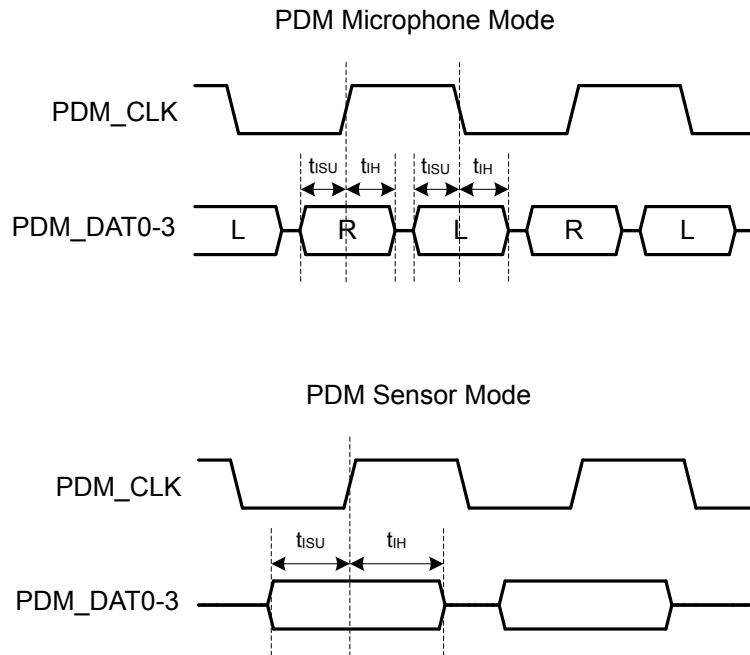 PDM Microphone Mode
PDM_CLK
tISU tIH tISU tIH
PDM_DAT0-3 L R L R L
PDM Sensor Mode
PDM_CLK
tISU tIH
PDM_DAT0-3